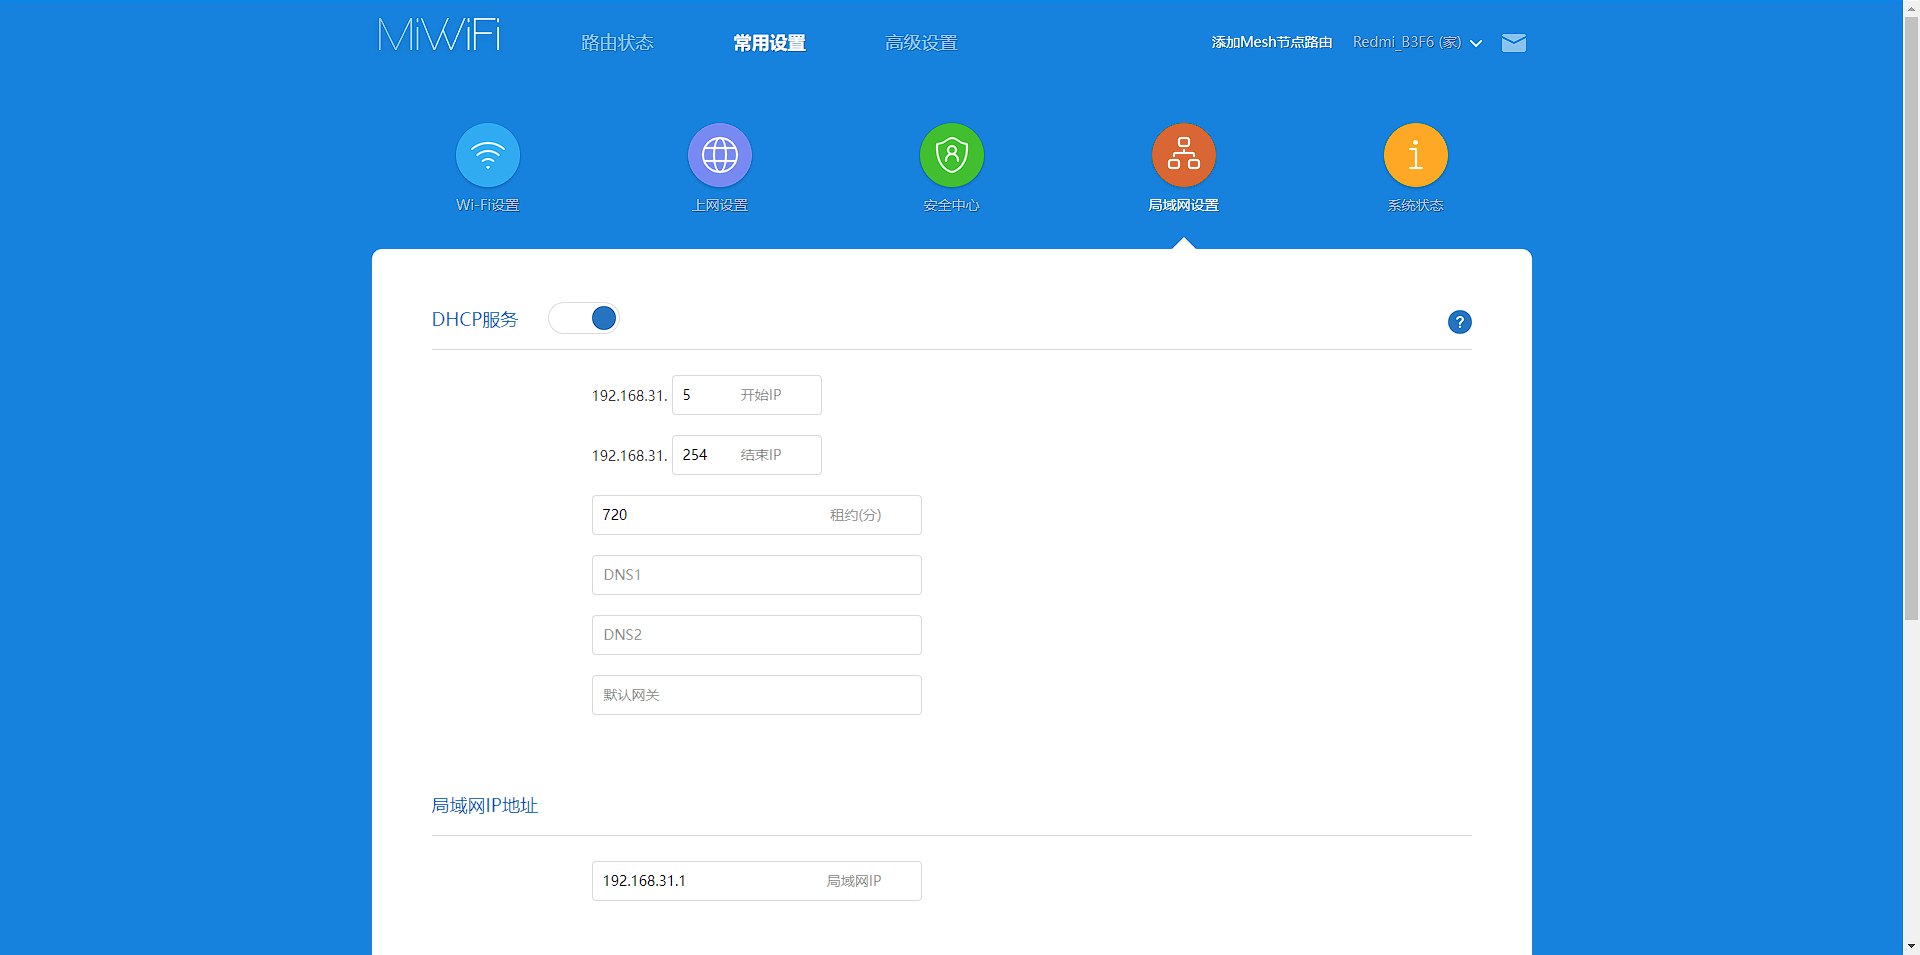 MiWiFi 路由状态 常用设置 高级设置 添加Mesh节点路由 Redmi_B3F6 (家)
Wi-Fi设置 上网设置 安全中心 局域网设置 系统状态
DHCP服务 ?
192.168.31. 5 开始IP
192.168.31. 254 结束IP
720 租约(分)
DNS1
DNS2
默认网关
局域网IP地址
192.168.31.1 局域网IP